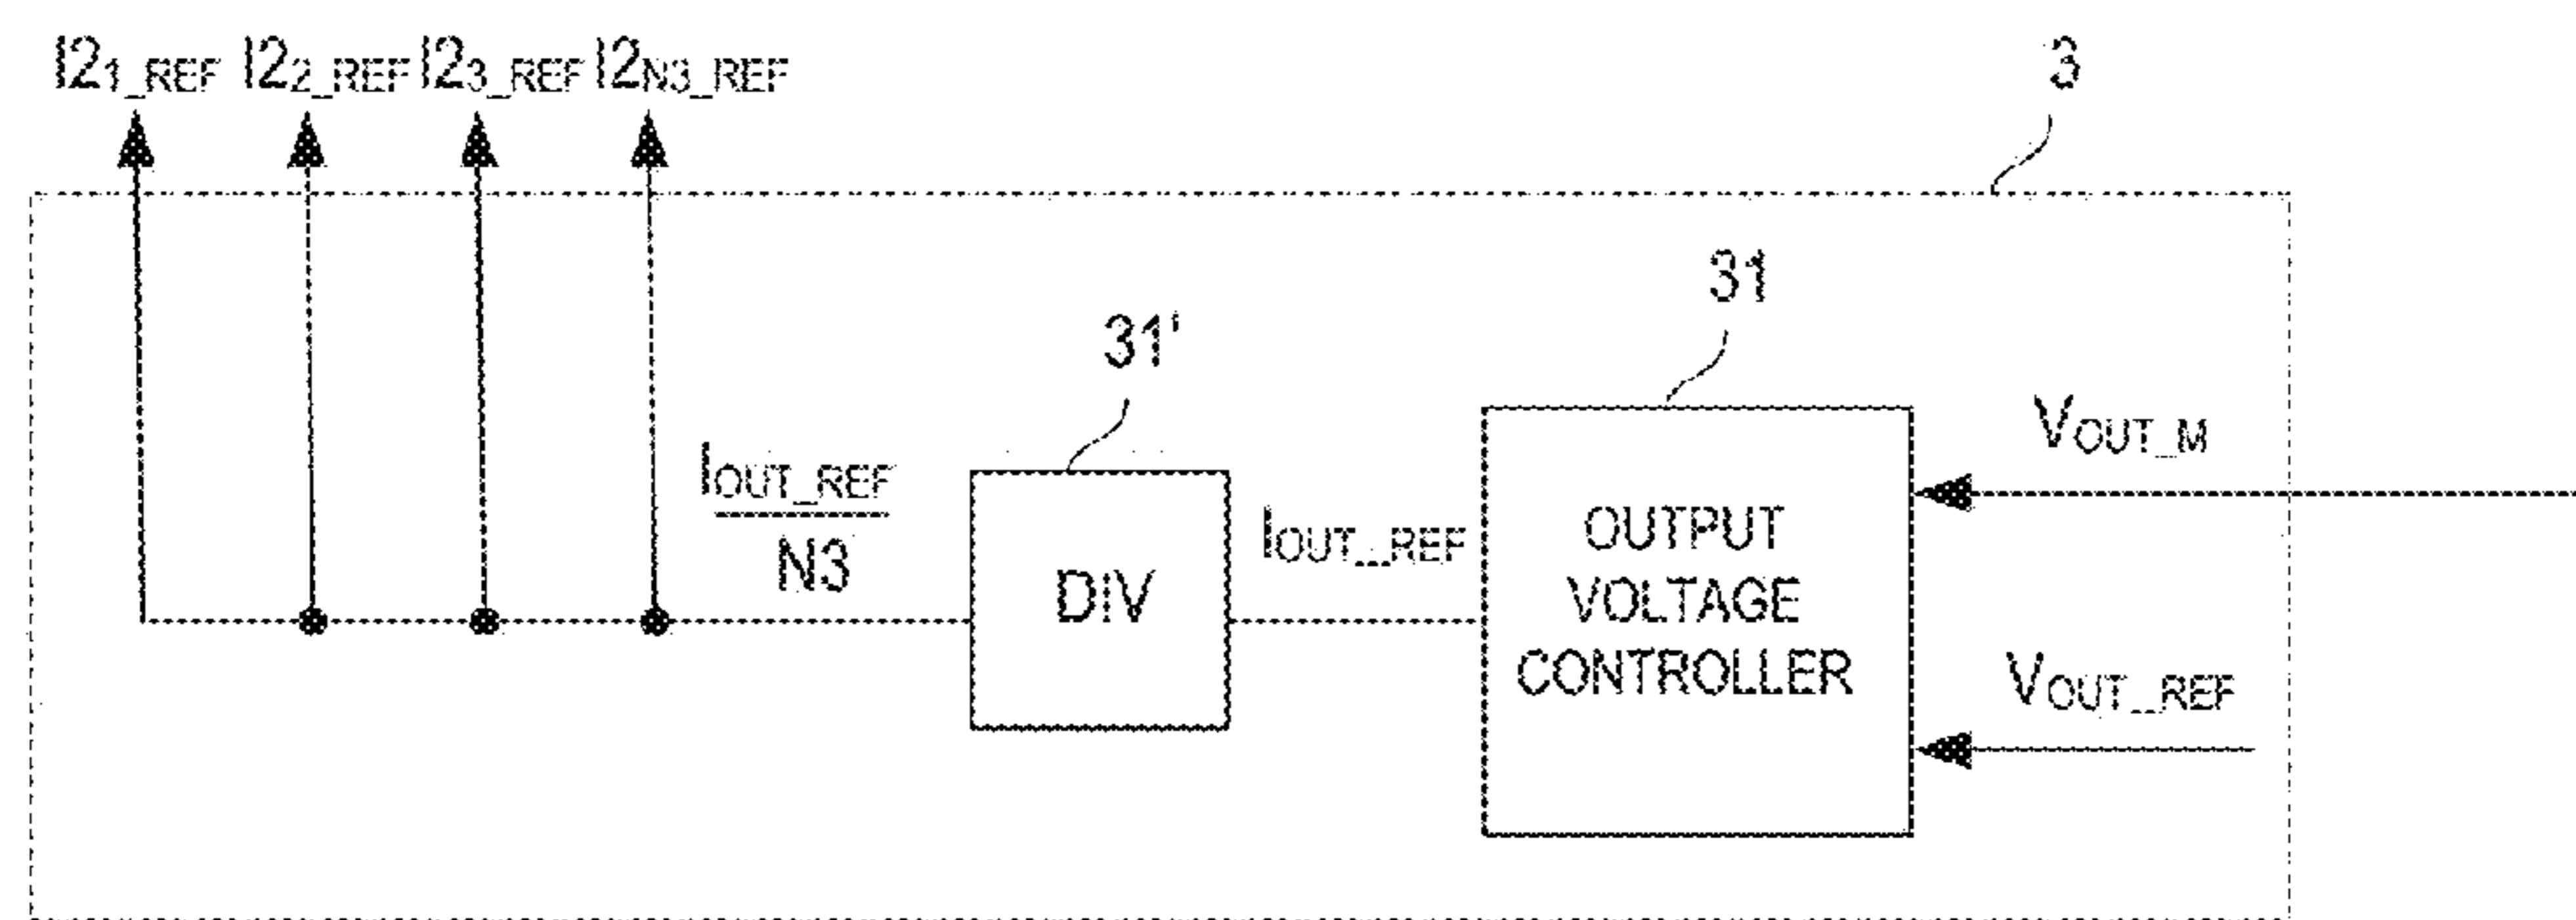 I21_REF I22_REF I23_REF I2N3_REF
3
31
31'
VOUT_M
IOUT_REF
N3
IOUT_REF
DIV
OUTPUT
VOLTAGE
CONTROLLER
VOUT_REF